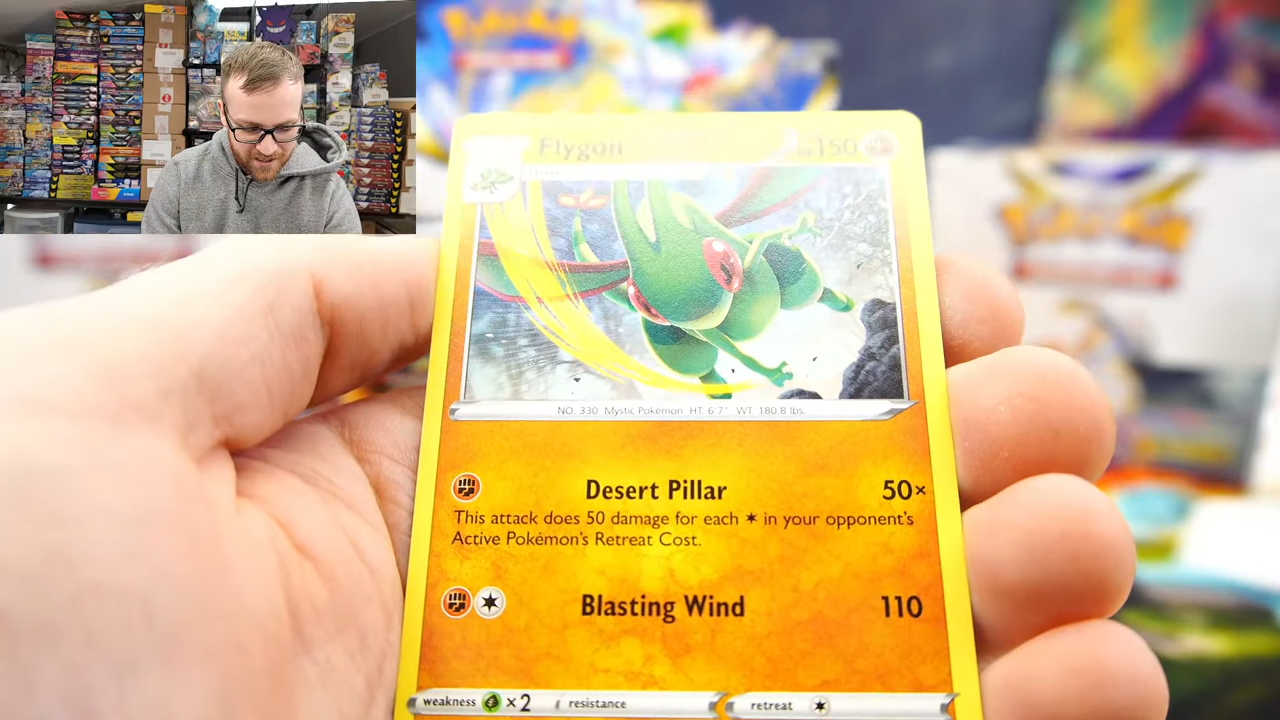 Flygon 150
NO. 330 Mystic Pokémon HT: 6'7" WT: 180.8 lbs.
Desert Pillar 50×
This attack does 50 damage for each ✶ in your opponent's
Active Pokémon's Retreat Cost.
Blasting Wind 110
weakness ×2 resistance retreat